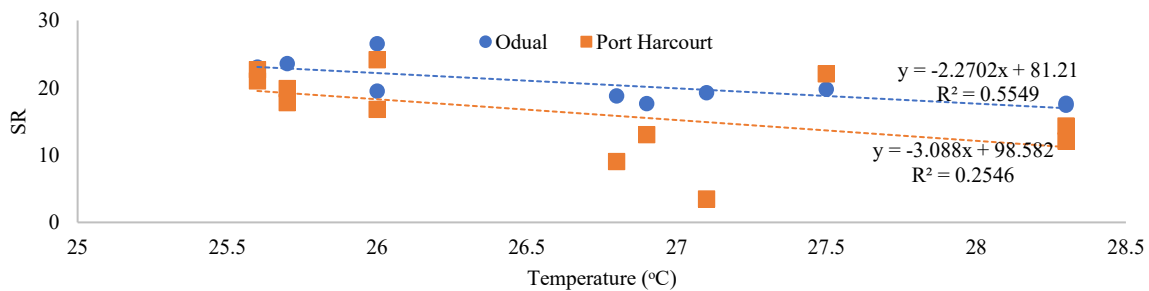 30
Odual
Port Harcourt
y = -2.2702x + 81.21
R² = 0.5549
20
SR
10
y = -3.088x + 98.582
R² = 0.2546
0
25
25.5
26
26.5
27
27.5
28
28.5
Temperature (ᵒC)